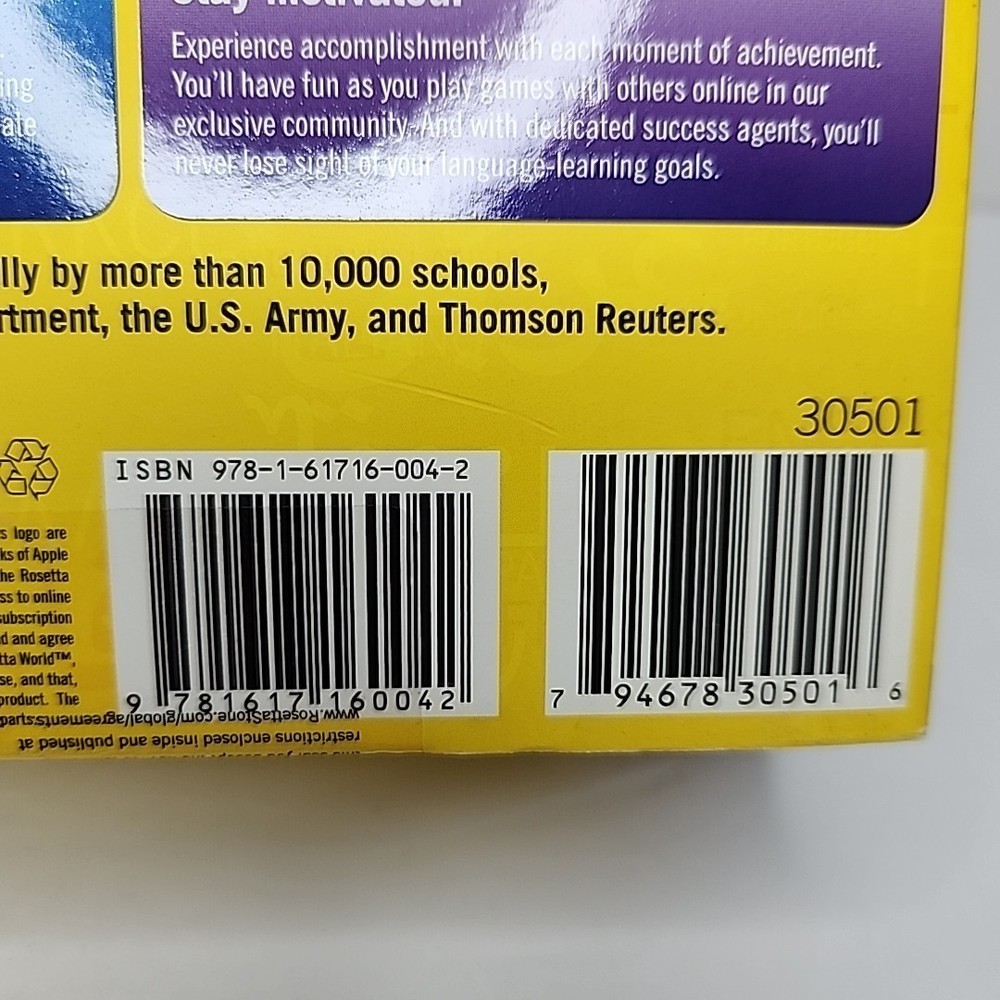 Stay motivated.
Experience accomplishment with each moment of achievement.
You'll have fun as you play games with others online in our
exclusive community. And with dedicated success agents, you'll
never lose sight of your language-learning goals.
ing
ate
lly by more than 10,000 schools,
rtment, the U.S. Army, and Thomson Reuters.
30501
ISBN 978-1-61716-004-2
9 781617 160042
7 94678 30501 6
s logo are
ks of Apple
he Rosetta
ss to online
subscription
d and agree
tta World™,
se, and that,
product. The
parts:
www.RosettaStone.com/global/agreements
restrictions enclosed inside and published at